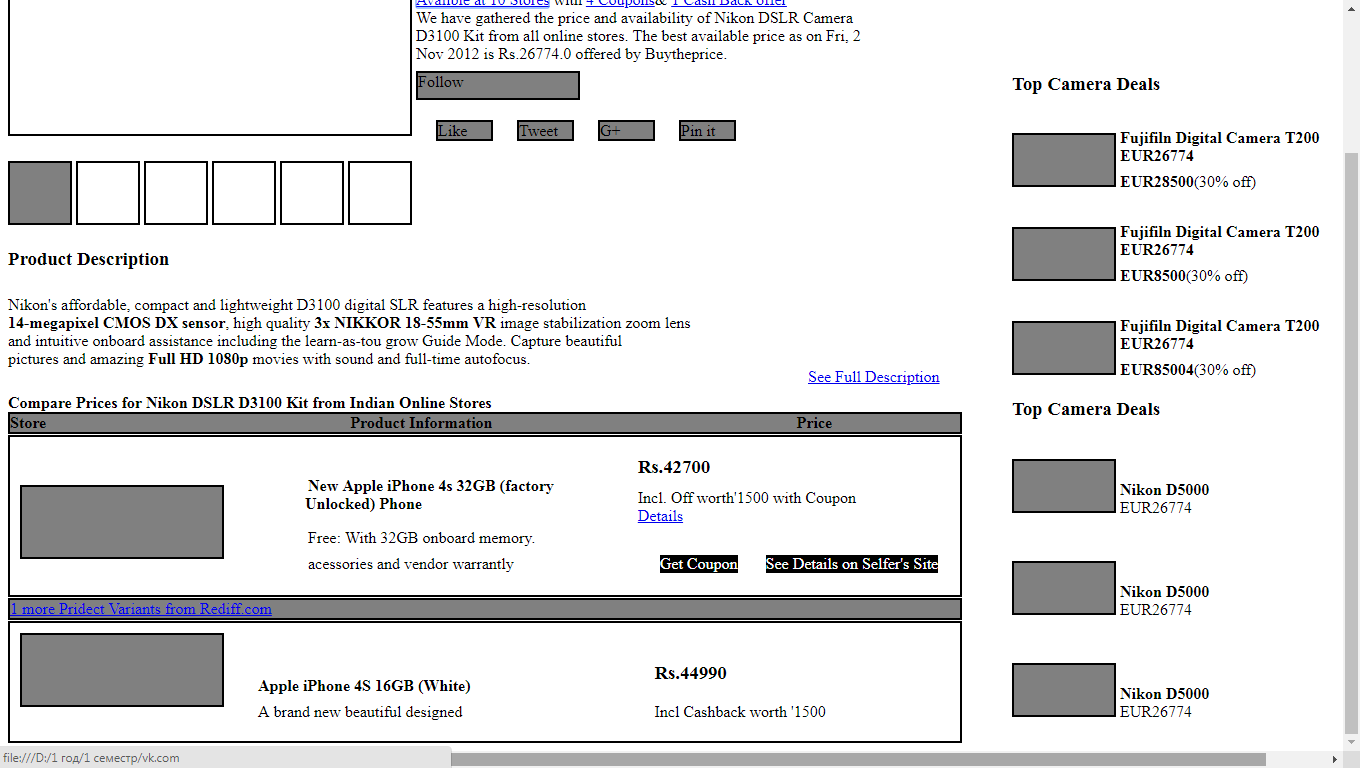 Availble at 10 Stores with 4 Coupons& 1 Cash Back offer
We have gathered the price and availability of Nikon DSLR Camera
D3100 Kit from all online stores. The best available price as on Fri, 2
Nov 2012 is Rs.26774.0 offered by Buytheprice.
Follow
Like
Tweet
G+
Pin it
Product Description
Nikon's affordable, compact and lightweight D3100 digital SLR features a high-resolution
14-megapixel CMOS DX sensor, high quality 3x NIKKOR 18-55mm VR image stabilization zoom lens
and intuitive onboard assistance including the learn-as-tou grow Guide Mode. Capture beautiful
pictures and amazing Full HD 1080p movies with sound and full-time autofocus.
See Full Description
Compare Prices for Nikon DSLR D3100 Kit from Indian Online Stores
Store Product Information Price
New Apple iPhone 4s 32GB (factory
Unlocked) Phone
Free: With 32GB onboard memory.
acessories and vendor warrantly
Rs.42700
Incl. Off worth'1500 with Coupon
Details
Get Coupon
See Details on Selfer's Site
1 more Pridect Variants from Rediff.com
Apple iPhone 4S 16GB (White)
A brand new beautiful designed
Rs.44990
Incl Cashback worth '1500
Top Camera Deals
Fujifiln Digital Camera T200
EUR26774
EUR28500(30% off)
Fujifiln Digital Camera T200
EUR26774
EUR8500(30% off)
Fujifiln Digital Camera T200
EUR26774
EUR85004(30% off)
Top Camera Deals
Nikon D5000
EUR26774
Nikon D5000
EUR26774
Nikon D5000
EUR26774
file:///D:/1 год/1 семестр/vk.com